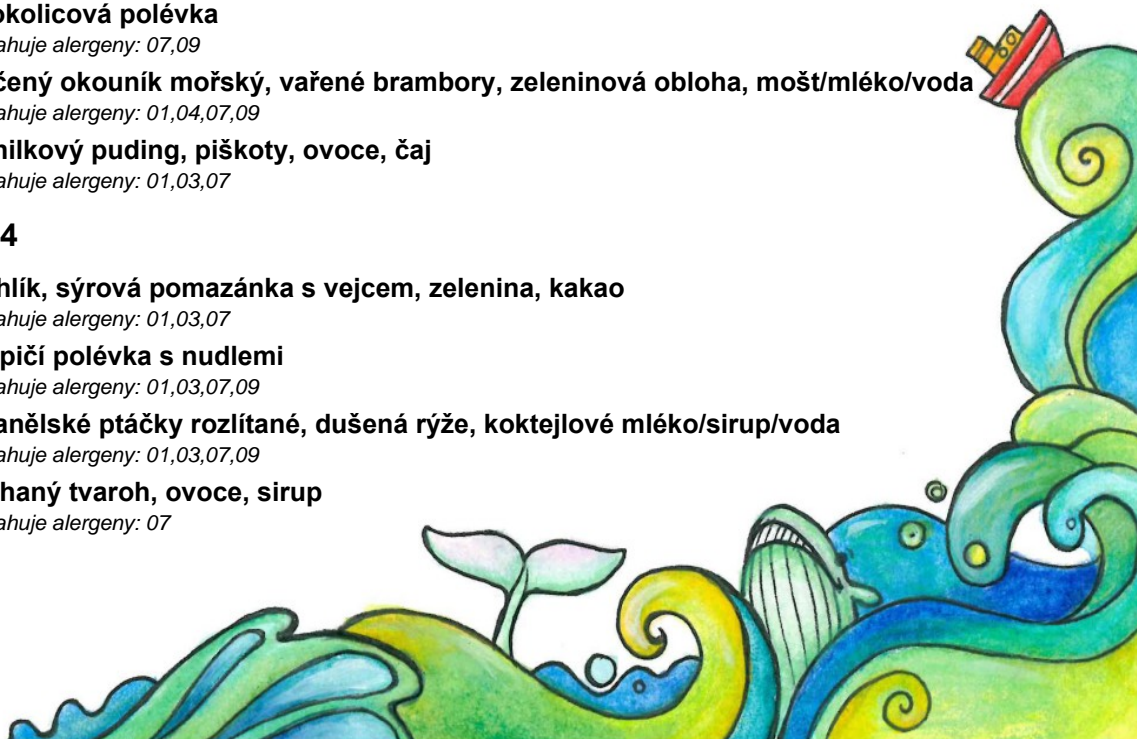 okolicová polévka
ahuje alergeny: 07,09
čený okouník mořský, vařené brambory, zeleninová obloha, mošt/mléko/voda
ahuje alergeny: 01,04,07,09
nilkový puding, piškoty, ovoce, čaj
ahuje alergeny: 01,03,07
4
hlík, sýrová pomazánka s vejcem, zelenina, kakao
ahuje alergeny: 01,03,07
pičí polévka s nudlemi
ahuje alergeny: 01,03,07,09
anělské ptáčky rozlítané, dušená rýže, koktejlové mléko/sirup/voda
ahuje alergeny: 01,03,07,09
haný tvaroh, ovoce, sirup
ahuje alergeny: 07